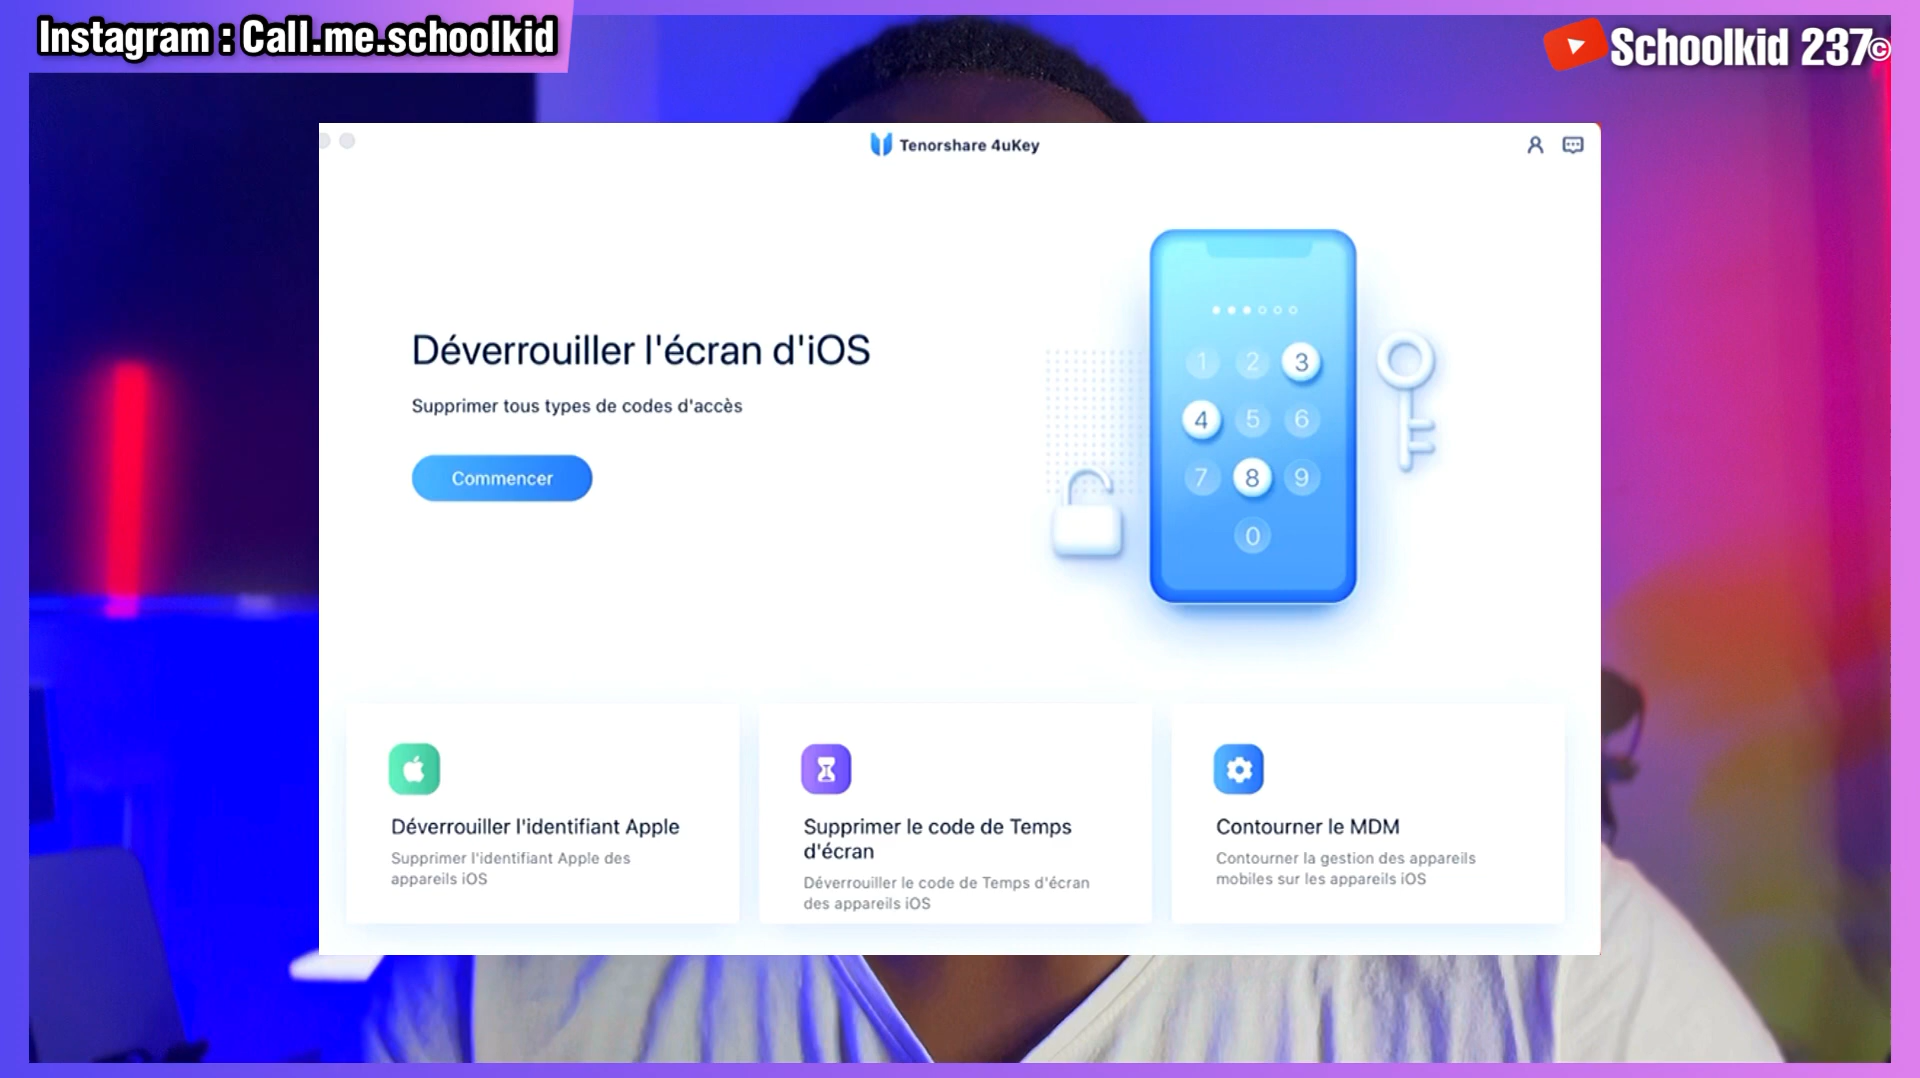 Instagram : Call.me.schoolkid
Schoolkid 237©
Tenorshare 4uKey
Déverrouiller l'écran d'iOS
Supprimer tous types de codes d'accès
Commencer
1 2 3
4 5 6
7 8 9
0
Déverrouiller l'identifiant Apple
Supprimer l'identifiant Apple des
appareils iOS
Supprimer le code de Temps
d'écran
Déverrouiller le code de Temps d'écran
des appareils iOS
Contourner le MDM
Contourner la gestion des appareils
mobiles sur les appareils iOS